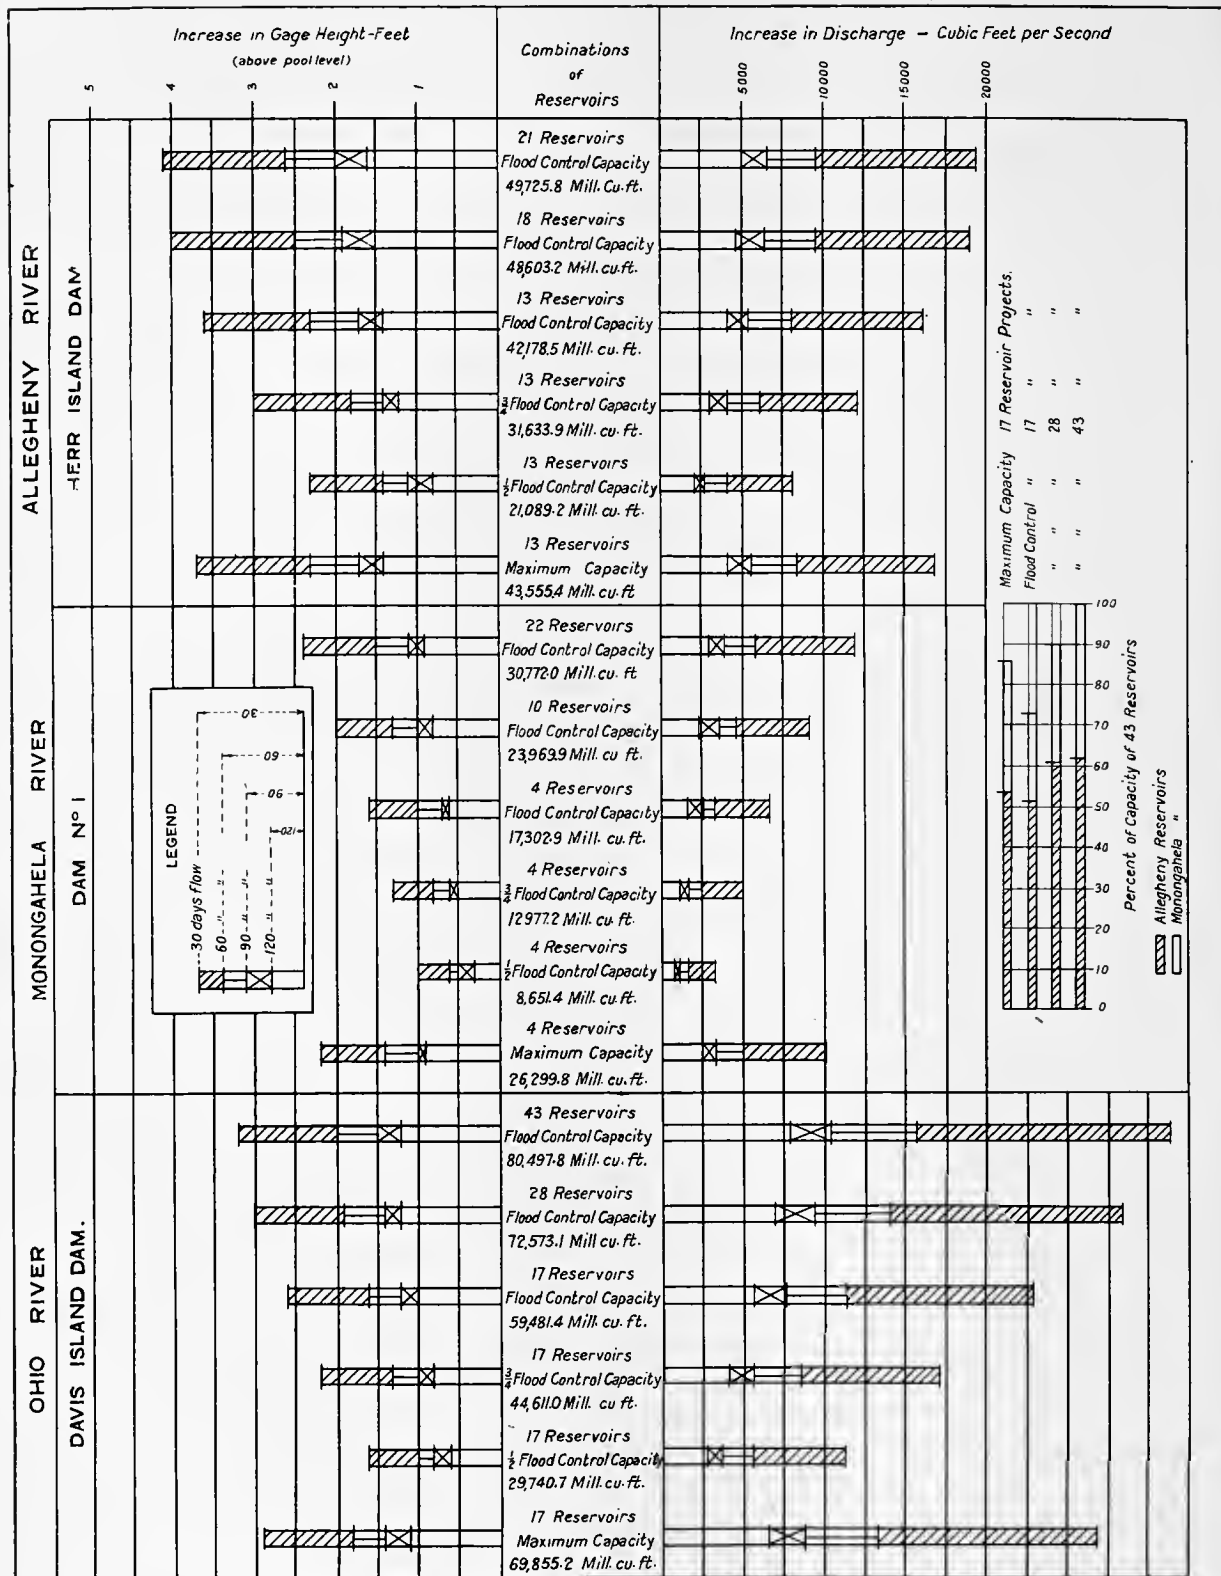 Increase in Gage Height-Feet
(above pool level)
5 4 3 2 1
Combinations
of
Reservoirs
Increase in Discharge – Cubic Feet per Second
5000 10000 15000 20000
ALLEGHENY RIVER
HERR ISLAND DAM
21 Reservoirs
Flood Control Capacity
49,725.8 Mill. Cu. ft.
18 Reservoirs
Flood Control Capacity
48,603.2 Mill. cu. ft.
13 Reservoirs
Flood Control Capacity
42,178.5 Mill. cu. ft.
13 Reservoirs
¾ Flood Control Capacity
31,633.9 Mill. cu. ft.
13 Reservoirs
½ Flood Control Capacity
21,089.2 Mill. cu. ft.
13 Reservoirs
Maximum Capacity
43,555.4 Mill. cu. ft
MONONGAHELA RIVER
DAM Nº 1
22 Reservoirs
Flood Control Capacity
30,772.0 Mill. cu. ft
10 Reservoirs
Flood Control Capacity
23,969.9 Mill. cu ft
4 Reservoirs
Flood Control Capacity
17,302.9 Mill. cu. ft.
4 Reservoirs
¾ Flood Control Capacity
12977.2 Mill. cu. ft.
4 Reservoirs
½ Flood Control Capacity
8,651.4 Mill. cu. ft.
4 Reservoirs
Maximum Capacity
26,299.8 Mill. cu. ft.
OHIO RIVER
DAVIS ISLAND DAM.
43 Reservoirs
Flood Control Capacity
80,497.8 Mill. cu. ft.
28 Reservoirs
Flood Control Capacity
72,573.1 Mill cu. ft.
17 Reservoirs
Flood Control Capacity
59,481.4 Mill. cu. ft.
17 Reservoirs
¾ Flood Control Capacity
44,611.0 Mill. cu ft.
17 Reservoirs
½ Flood Control Capacity
29,740.7 Mill. cu. ft.
17 Reservoirs
Maximum Capacity
69,855.2 Mill. cu. ft.
LEGEND
30 days flow
60 " "
90 " "
120 " "
30
60
90
120
Maximum Capacity 17 Reservoir Projects.
Flood Control " 17 " "
" " 28 " "
" " 43 " "
100
90
80
70
60
50
40
30
20
10
0
Percent of Capacity of 43 Reservoirs
Allegheny Reservoirs
Monongahela "